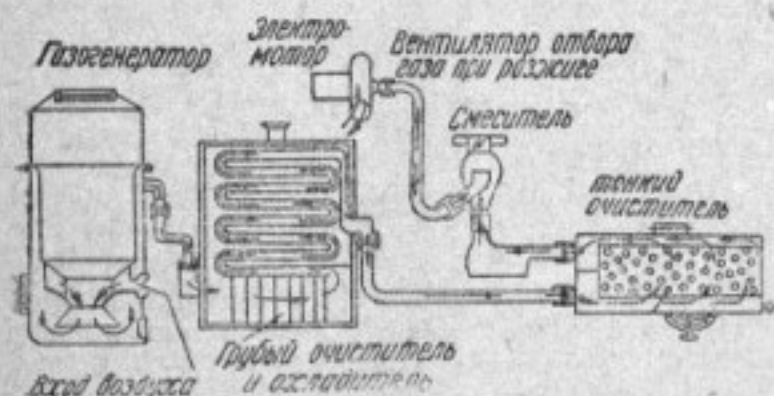 Газогенератор
Электро-
мотор
Вентилятор отбора
газа при розжиге
Смеситель
тонкий
очиститель
Грубый очиститель
и охладитель
Вход воздуха